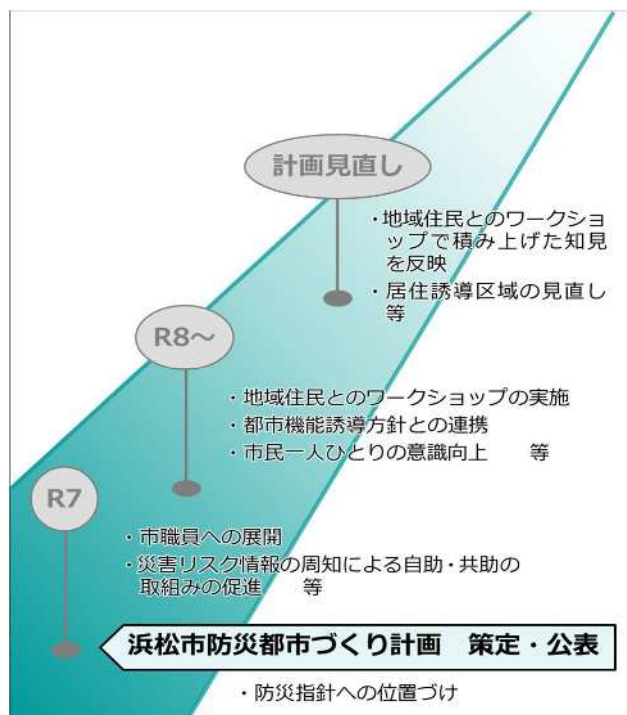 計画見直し
・地域住民とのワークショ
ップで積み上げた知見
を反映
・居住誘導区域の見直し
等
R8～
・地域住民とのワークショップの実施
・都市機能誘導方針との連携
・市民一人ひとりの意識向上　等
R7
・市職員への展開
・災害リスク情報の周知による自助・共助の
取組みの促進　等
浜松市防災都市づくり計画　策定・公表
・防災指針への位置づけ